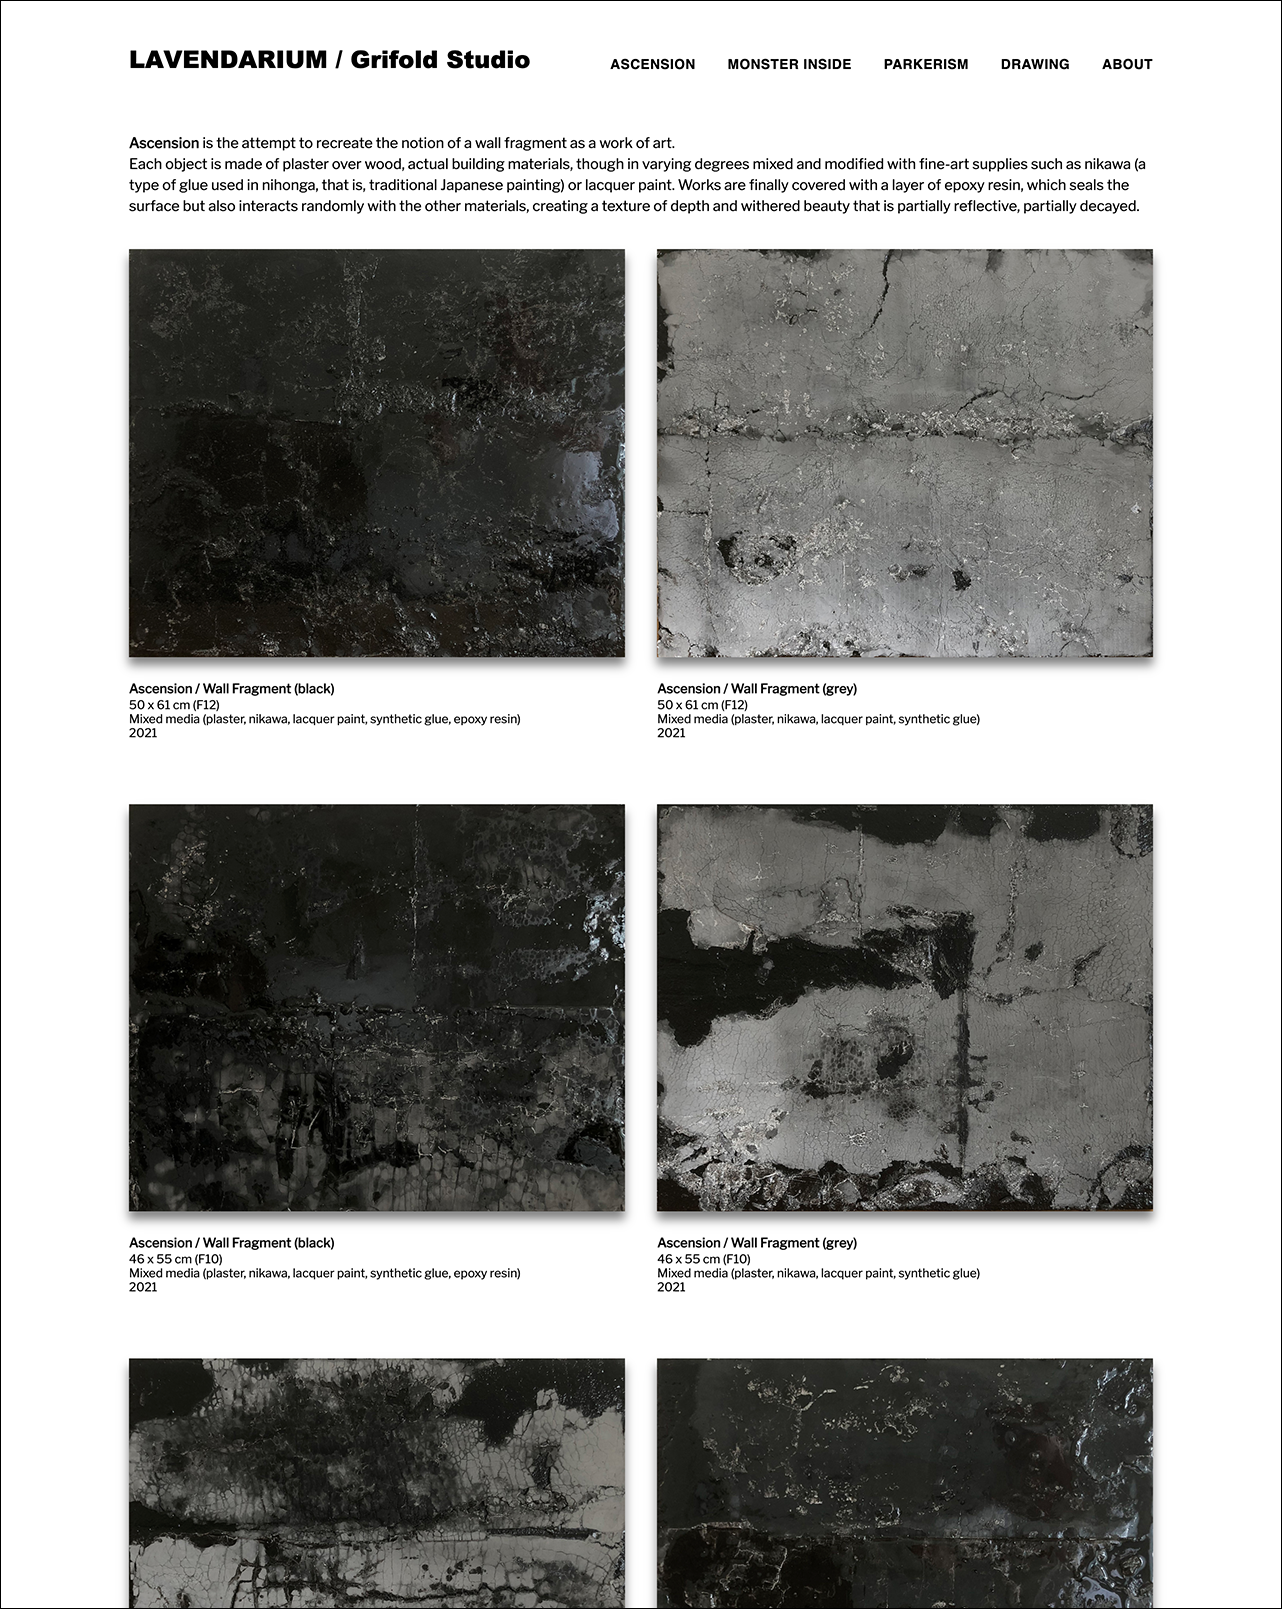 LAVENDARIUM / Grifold Studio
ASCENSION MONSTER INSIDE PARKERISM DRAWING ABOUT
Ascension is the attempt to recreate the notion of a wall fragment as a work of art.
Each object is made of plaster over wood, actual building materials, though in varying degrees mixed and modified with fine-art supplies such as nikawa (a
type of glue used in nihonga, that is, traditional Japanese painting) or lacquer paint. Works are finally covered with a layer of epoxy resin, which seals the
surface but also interacts randomly with the other materials, creating a texture of depth and withered beauty that is partially reflective, partially decayed.
Ascension / Wall Fragment (black)
50 x 61 cm (F12)
Mixed media (plaster, nikawa, lacquer paint, synthetic glue, epoxy resin)
2021
Ascension / Wall Fragment (grey)
50 x 61 cm (F12)
Mixed media (plaster, nikawa, lacquer paint, synthetic glue)
2021
Ascension / Wall Fragment (black)
46 x 55 cm (F10)
Mixed media (plaster, nikawa, lacquer paint, synthetic glue, epoxy resin)
2021
Ascension / Wall Fragment (grey)
46 x 55 cm (F10)
Mixed media (plaster, nikawa, lacquer paint, synthetic glue)
2021